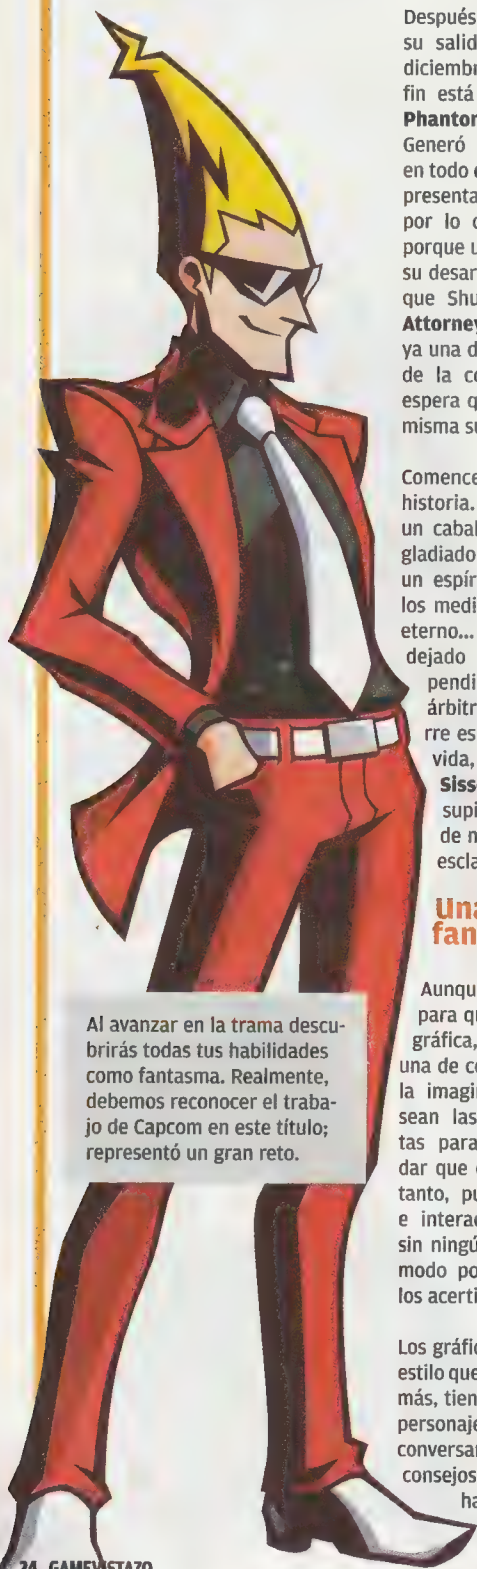 Después
su salid
diciembr
fin está
Phantor
Generó
en todo e
presenta
por lo c
porque u
su desar
que Shu
Attorney
ya una d
de la co
espera q
misma su
Comence
historia.
un cabal
gladiado
un espír
los medi
eterno...
dejado
pendi
árbitr
rre es
vida,
Siss
supi
de n
escla
Una
fan
Aunqu
para qu
gráfica,
una de co
la imagi
sean las
tas para
dar que
tanto, pu
e interac
sin ningú
modo po
los acerti
Los gráfic
estilo que
más, tien
personaje
conversar
consejos
ha
Al avanzar en la trama descu-
brirás todas tus habilidades
como fantasma. Realmente,
debemos reconocer el traba-
jo de Capcom en este título;
representó un gran reto.
24 GAMEVISTAZO